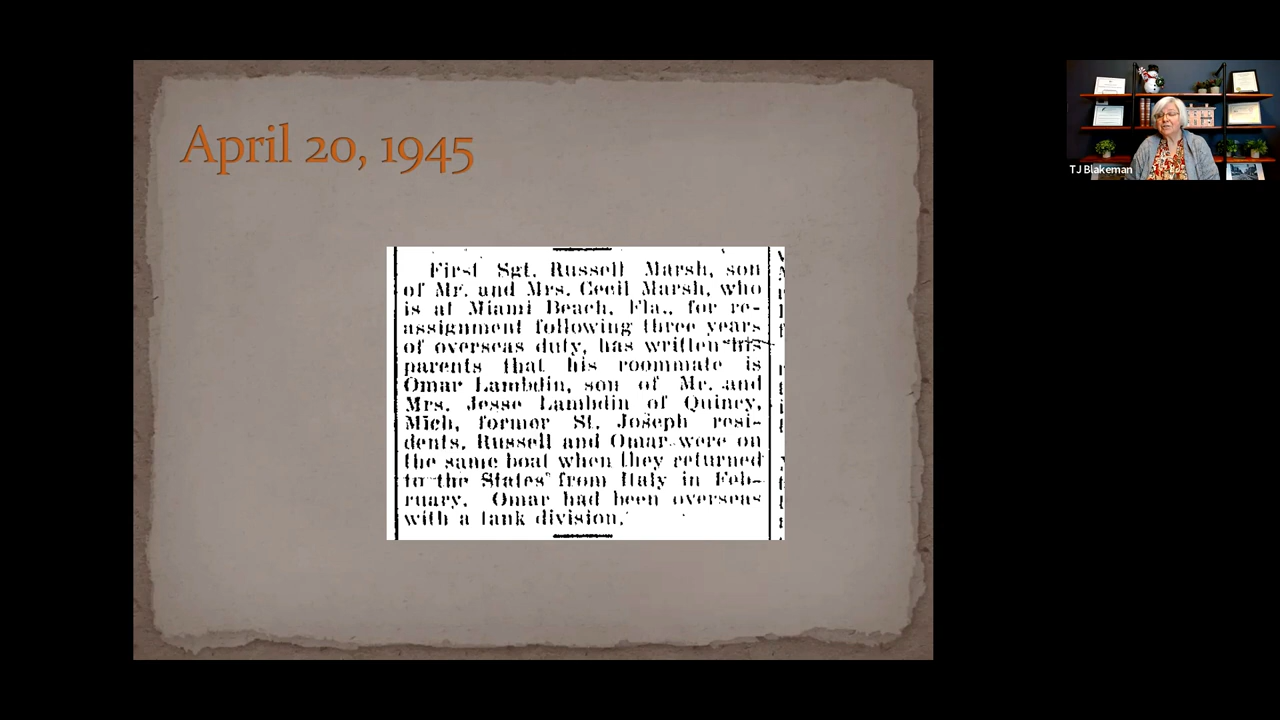 April 20, 1945
First Sgt. Russell Marsh, son
of Mr. and Mrs. Cecil Marsh, who
is at Miami Beach, Fla., for re-
assignment following three years
of overseas duty, has written his
parents that his roommate is
Omar Lambdin, son of Mr. and
Mrs. Jesse Lambdin of Quincy,
Mich, former St. Joseph resi-
dents. Russell and Omar were on
the same boat when they returned
to the States from Italy in Feb-
ruary. Omar had been overseas
with a tank division.
TJ Blakeman